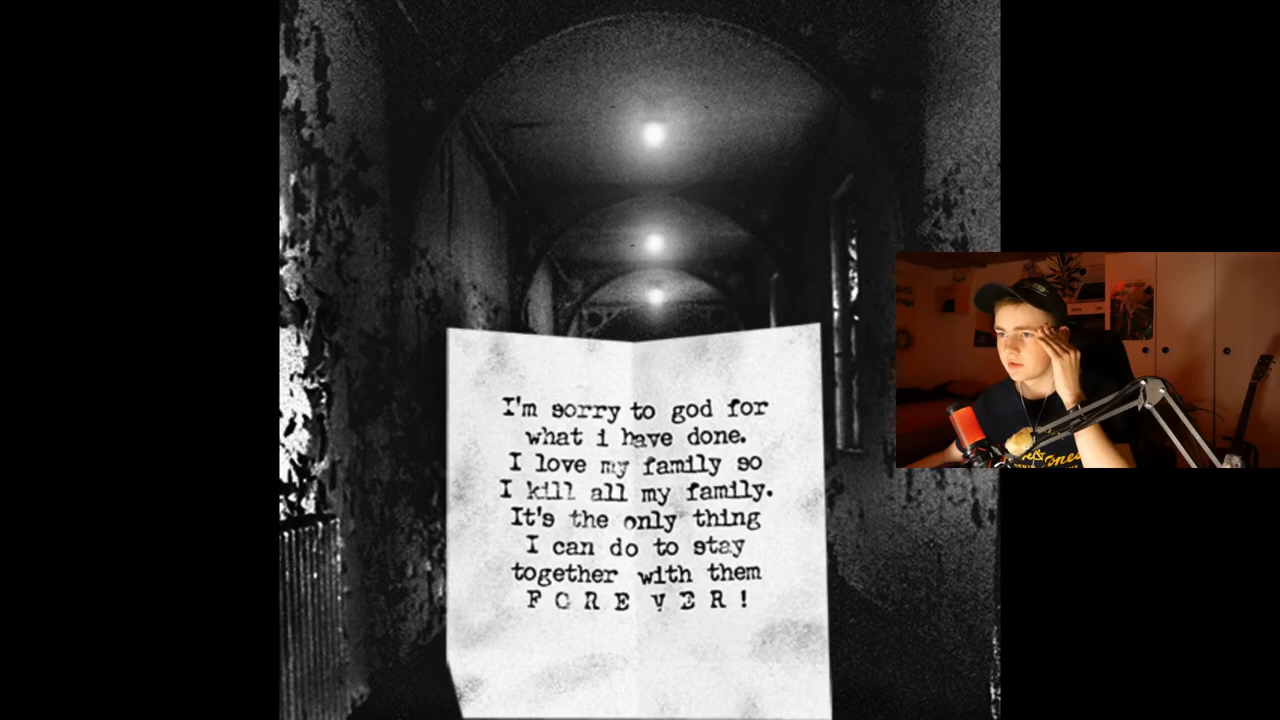 I'm sorry to god for
what i have done.
I love my family so
I kill all my family.
It's the only thing
I can do to stay
together with them
F O R E V E R !